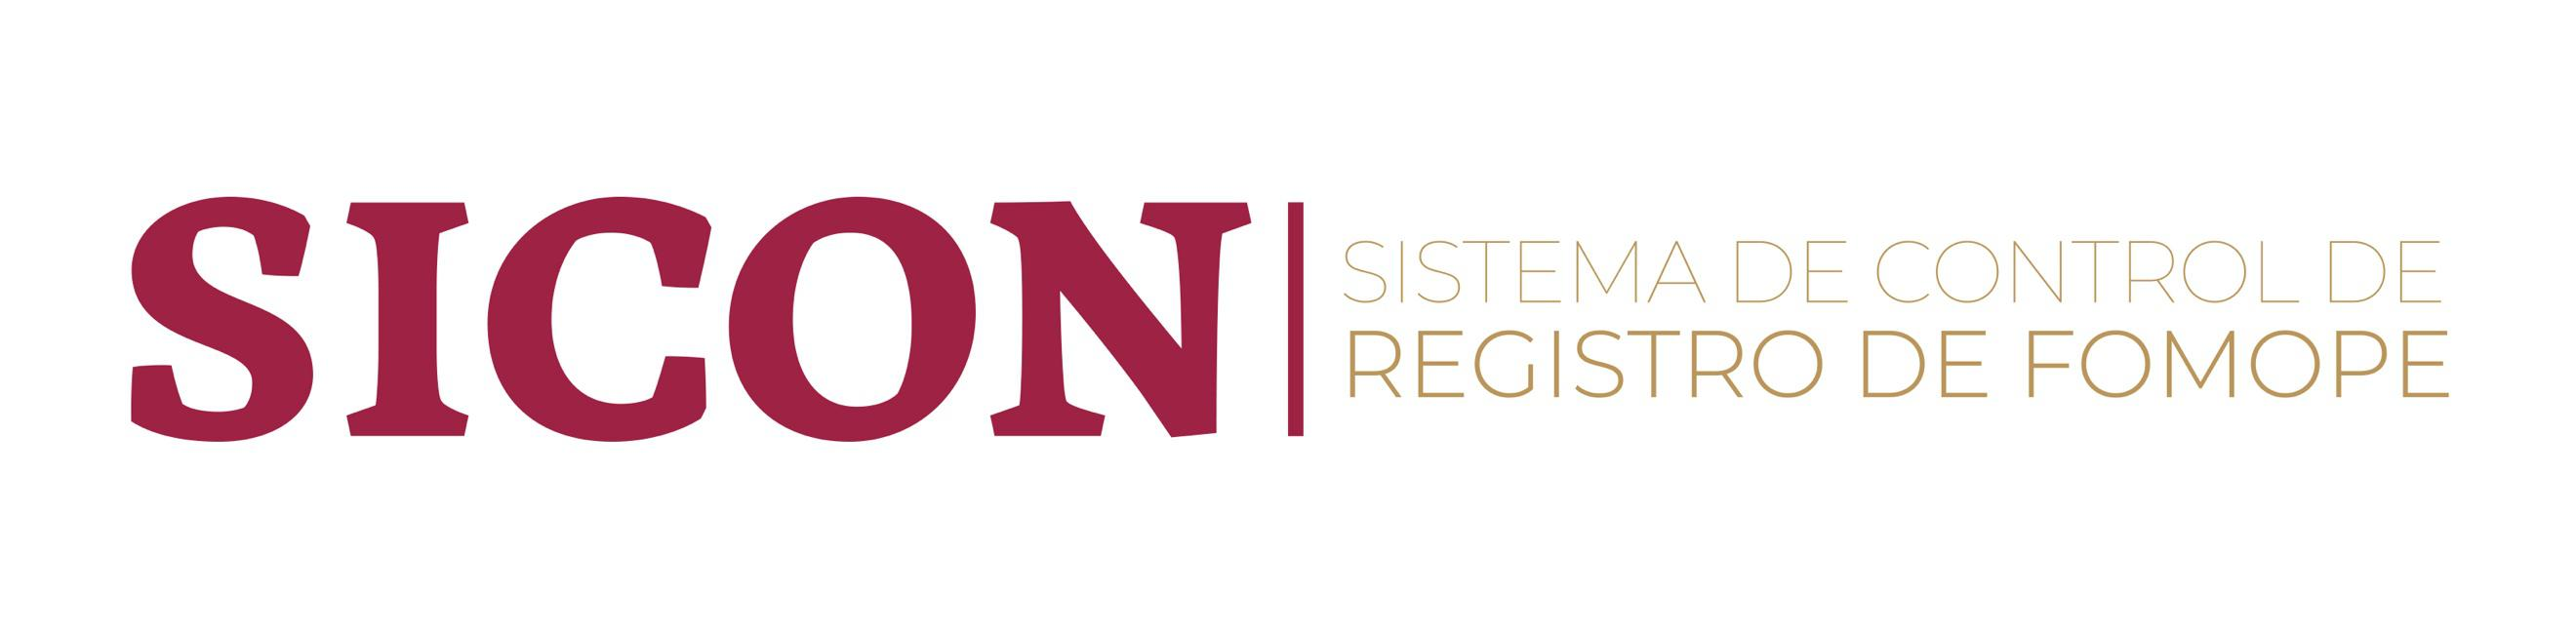 SICON
SISTEMA DE CONTROL DE
REGISTRO DE FOMOPE